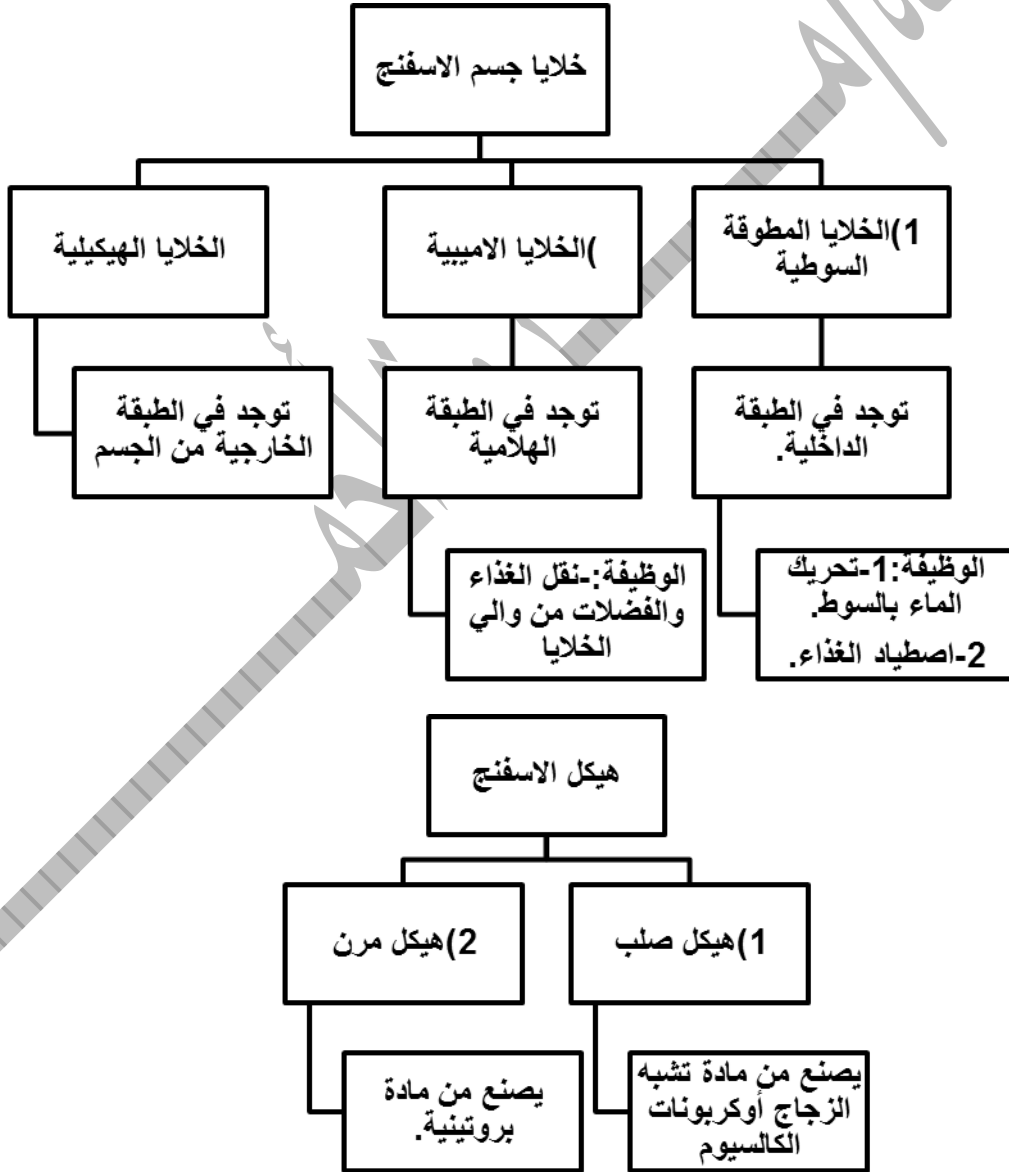 خلايا جسم الاسفنج
1)الخلايا المطوقة
السوطية
)الخلايا الاميبية
الخلايا الهيكيلية
توجد في الطبقة
الداخلية.
توجد في الطبقة
الهلامية
توجد في الطبقة
الخارجية من الجسم
الوظيفة:1-تحريك
الماء بالسوط.
2-اصطياد الغذاء.
الوظيفة:-نقل الغذاء
والفضلات من والي
الخلايا
هيكل الاسفنج
1)هيكل صلب
2)هيكل مرن
يصنع من مادة تشبه
الزجاج أوكربونات
الكالسيوم
يصنع من مادة
بروتينية.